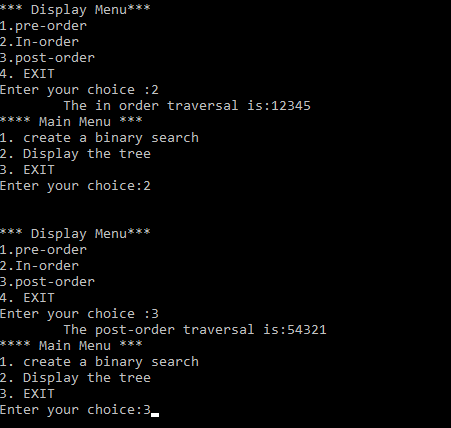 *** Display Menu***
1.pre-order
2.In-order
3.post-order
4. EXIT
Enter your choice :2
        The in order traversal is:12345
**** Main Menu ***
1. create a binary search
2. Display the tree
3. EXIT
Enter your choice:2
*** Display Menu***
1.pre-order
2.In-order
3.post-order
4. EXIT
Enter your choice :3
        The post-order traversal is:54321
**** Main Menu ***
1. create a binary search
2. Display the tree
3. EXIT
Enter your choice:3